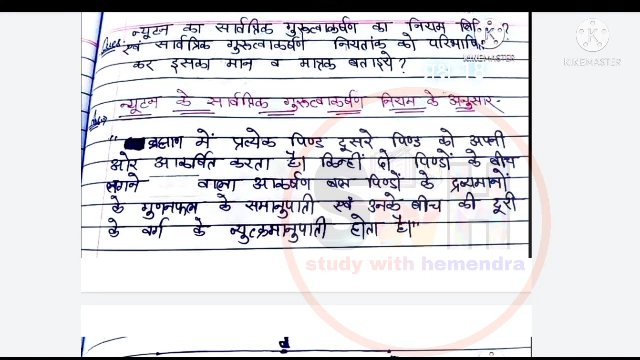 Ques:- न्यूटन का सार्वत्रिक गुरुत्वाकर्षण का नियम लि ?
एवं सार्वत्रिक गुरुत्वाकर्षण नियतांक को परिभाषि
कर इसका मान व मात्रक बताइये?
KINEMASTER
KINEMASTER
Ans:-> न्यूटन के सार्वत्रिक गुरुत्वाकर्षण नियम के अनुसार -
" ब्रह्माण में प्रत्येक पिण्ड दूसरे पिण्ड को अपनी
ओर आकर्षित करता है। किन्हीं दो पिण्डों के बीच
लगने वाला आकर्षण बल पिण्डों के द्रव्यमानों
के गुणनफल के समानुपाती एवं उनके बीच की दूरी
के वर्ग के व्युत्क्रमानुपाती होता है।"
study with hemendra
d